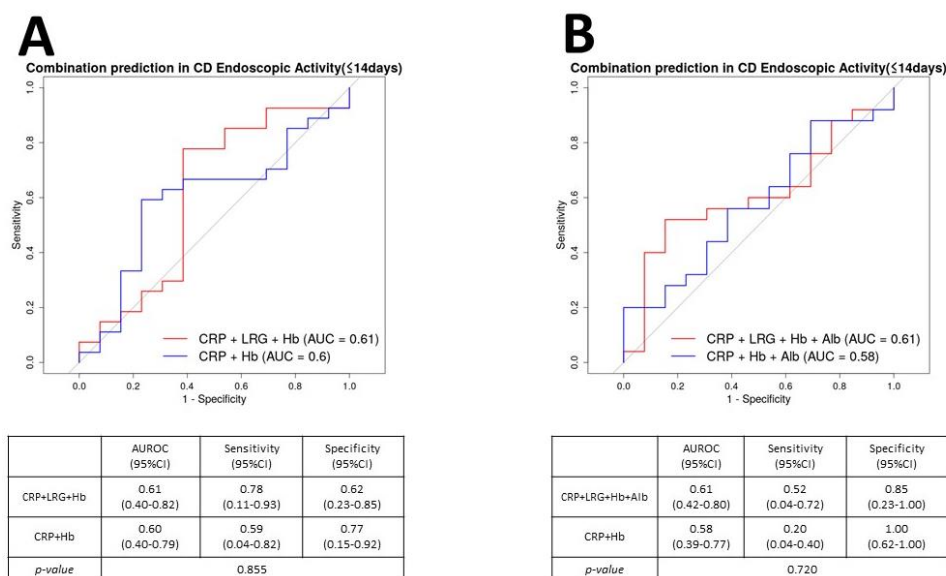 A
Combination prediction in CD Endoscopic Activity(≤14days)
Sensitivity
1.0
0.8
0.6
0.4
0.2
0.0
CRP + LRG + Hb (AUC = 0.61)
CRP + Hb (AUC = 0.6)
0.0 0.2 0.4 0.6 0.8 1.0
1 - Specificity
AUROC (95%CI) Sensitivity (95%CI) Specificity (95%CI)
CRP+LRG+Hb 0.61 (0.40-0.82) 0.78 (0.11-0.93) 0.62 (0.23-0.85)
CRP+Hb 0.60 (0.40-0.79) 0.59 (0.04-0.82) 0.77 (0.15-0.92)
p-value 0.855
B
Combination prediction in CD Endoscopic Activity(≤14days)
Sensitivity
1.0
0.8
0.6
0.4
0.2
0.0
CRP + LRG + Hb + Alb (AUC = 0.61)
CRP + Hb + Alb (AUC = 0.58)
0.0 0.2 0.4 0.6 0.8 1.0
1 - Specificity
AUROC (95%CI) Sensitivity (95%CI) Specificity (95%CI)
CRP+LRG+Hb+Alb 0.61 (0.42-0.80) 0.52 (0.04-0.72) 0.85 (0.23-1.00)
CRP+Hb 0.58 (0.39-0.77) 0.20 (0.04-0.40) 1.00 (0.62-1.00)
p-value 0.720